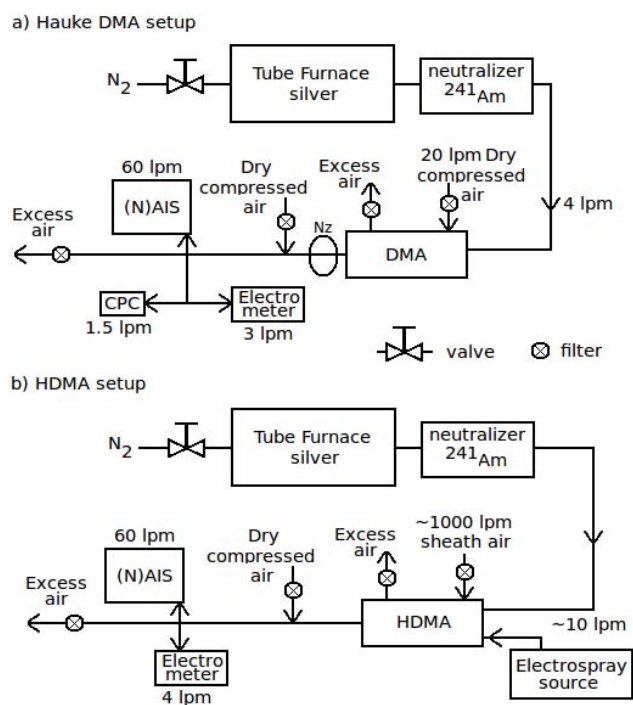 a) Hauke DMA setup
N2
Tube Furnace
silver
neutralizer
241Am
60 lpm
(N)AIS
Dry
compressed
air
Excess
air
20 lpm Dry
compressed
air
4 lpm
Excess
air
Nz
DMA
CPC
1.5 lpm
Electro
meter
3 lpm
valve
filter
b) HDMA setup
N2
Tube Furnace
silver
neutralizer
241Am
60 lpm
(N)AIS
Dry
compressed
air
Excess
air
~1000 lpm
sheath air
Excess
air
HDMA
~10 lpm
Electro
meter
4 lpm
Electrospray
source